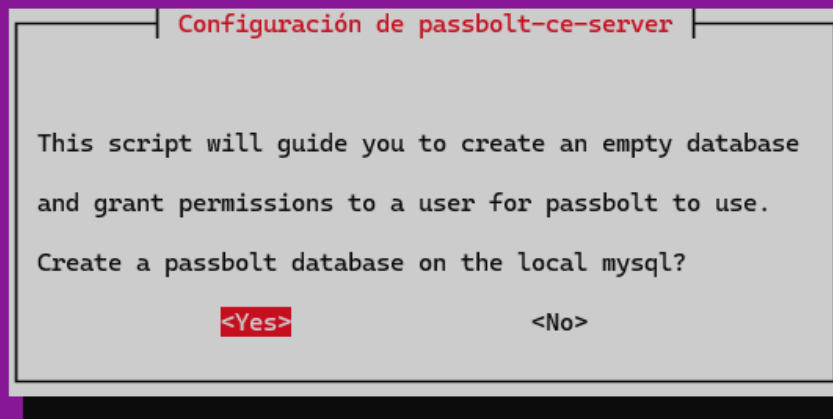 Configuración de passbolt-ce-server
This script will guide you to create an empty database
and grant permissions to a user for passbolt to use.
Create a passbolt database on the local mysql?
<Yes> <No>